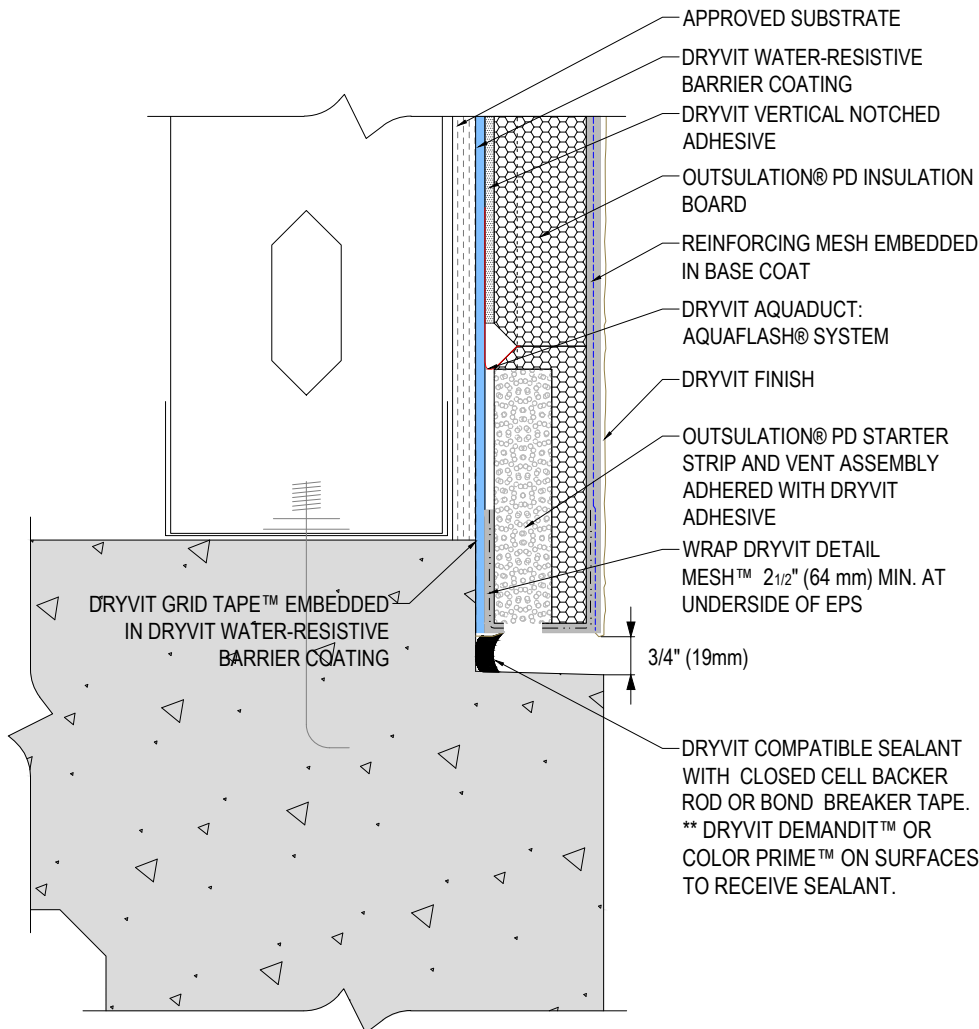 APPROVED SUBSTRATE
DRYVIT WATER-RESISTIVE
BARRIER COATING
DRYVIT VERTICAL NOTCHED
ADHESIVE
OUTSULATION® PD INSULATION
BOARD
REINFORCING MESH EMBEDDED
IN BASE COAT
DRYVIT AQUADUCT:
AQUAFLASH® SYSTEM
DRYVIT FINISH
OUTSULATION® PD STARTER
STRIP AND VENT ASSEMBLY
ADHERED WITH DRYVIT
ADHESIVE
WRAP DRYVIT DETAIL
MESH™ 21/2" (64 mm) MIN. AT
UNDERSIDE OF EPS
DRYVIT GRID TAPE™ EMBEDDED
IN DRYVIT WATER-RESISTIVE
BARRIER COATING
3/4" (19mm)
DRYVIT COMPATIBLE SEALANT
WITH CLOSED CELL BACKER
ROD OR BOND BREAKER TAPE.
** DRYVIT DEMANDIT™ OR
COLOR PRIME™ ON SURFACES
TO RECEIVE SEALANT.